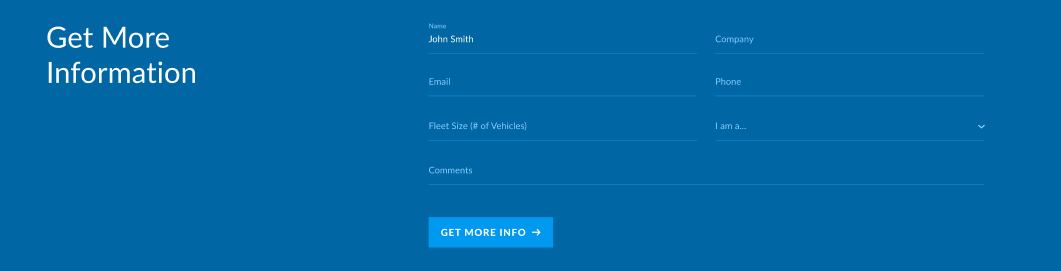 Get More
Information
Name
John Smith
Company
Email
Phone
Fleet Size (# of Vehicles)
I am a...
Comments
GET MORE INFO →